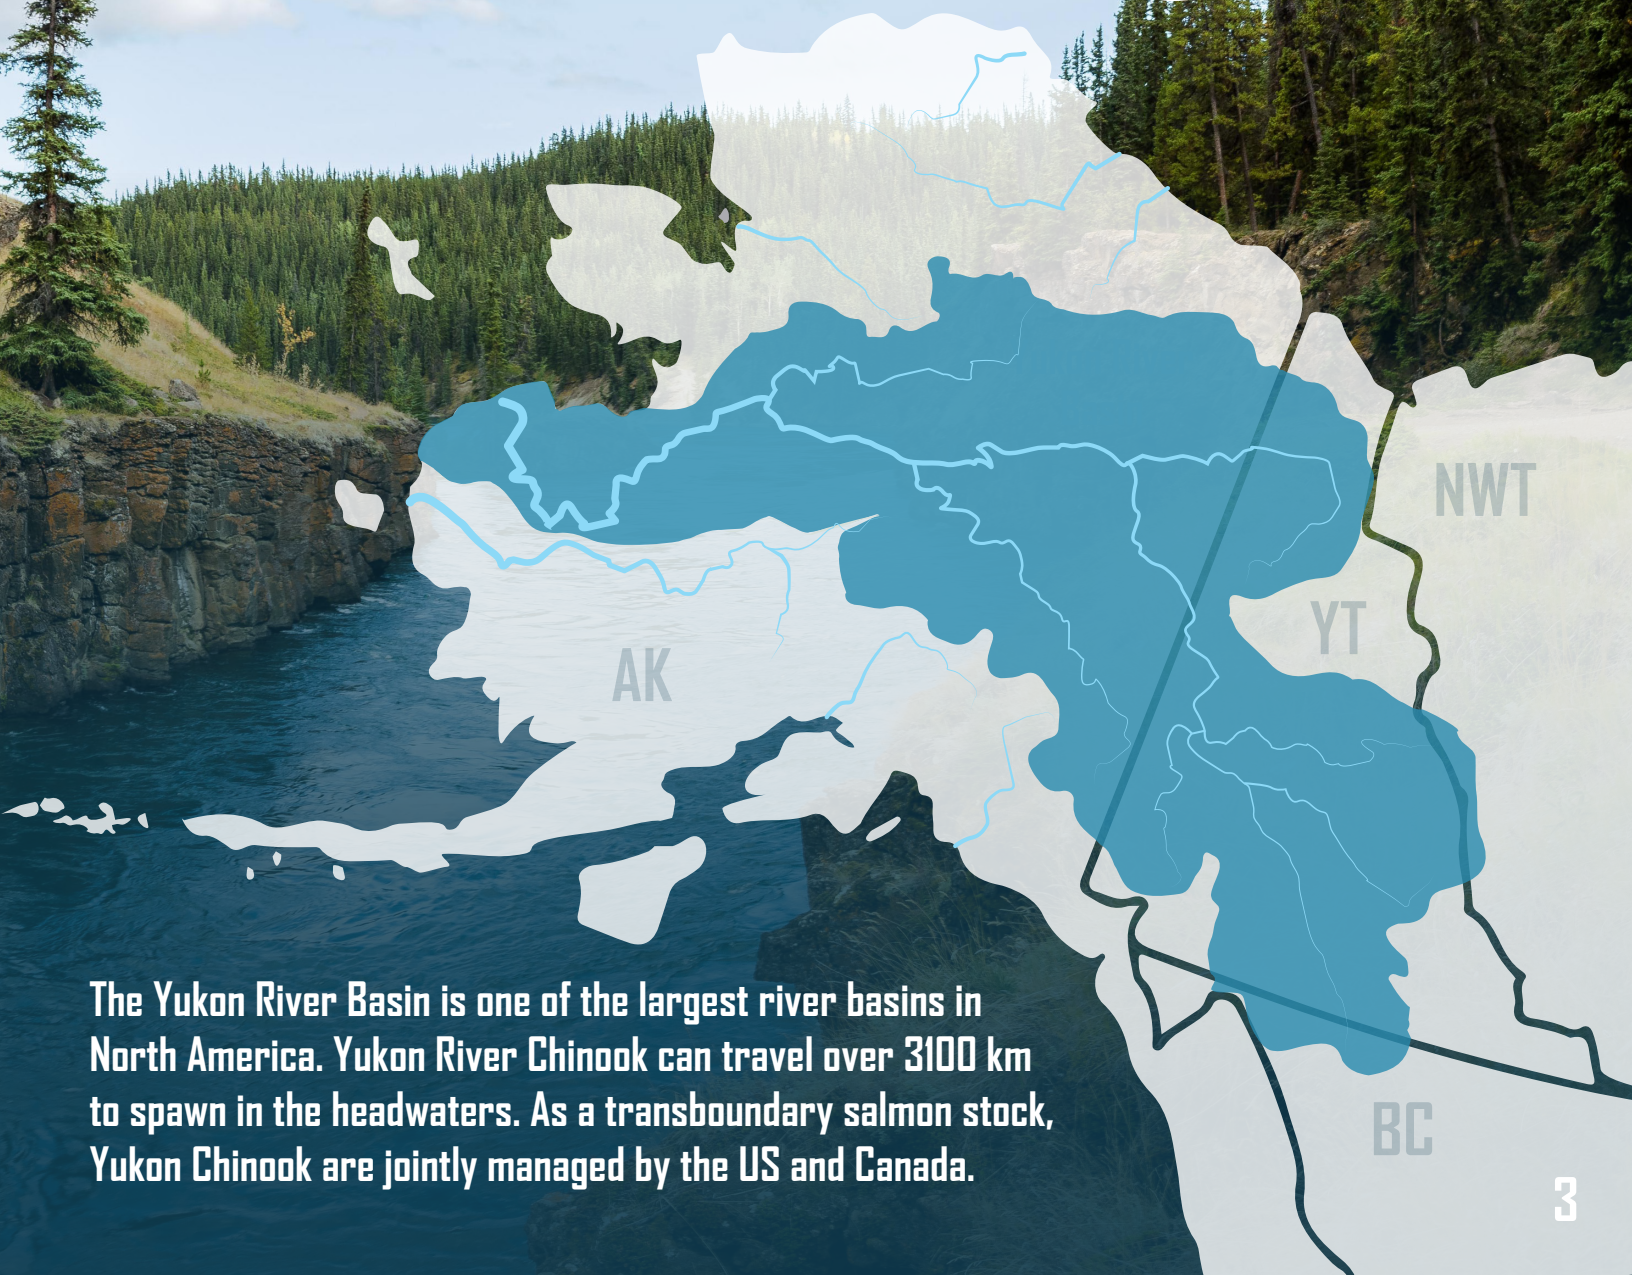 NWT
YT
AK
The Yukon River Basin is one of the largest river basins in
North America. Yukon River Chinook can travel over 3100 km
to spawn in the headwaters. As a transboundary salmon stock,
Yukon Chinook are jointly managed by the US and Canada.
BC
3